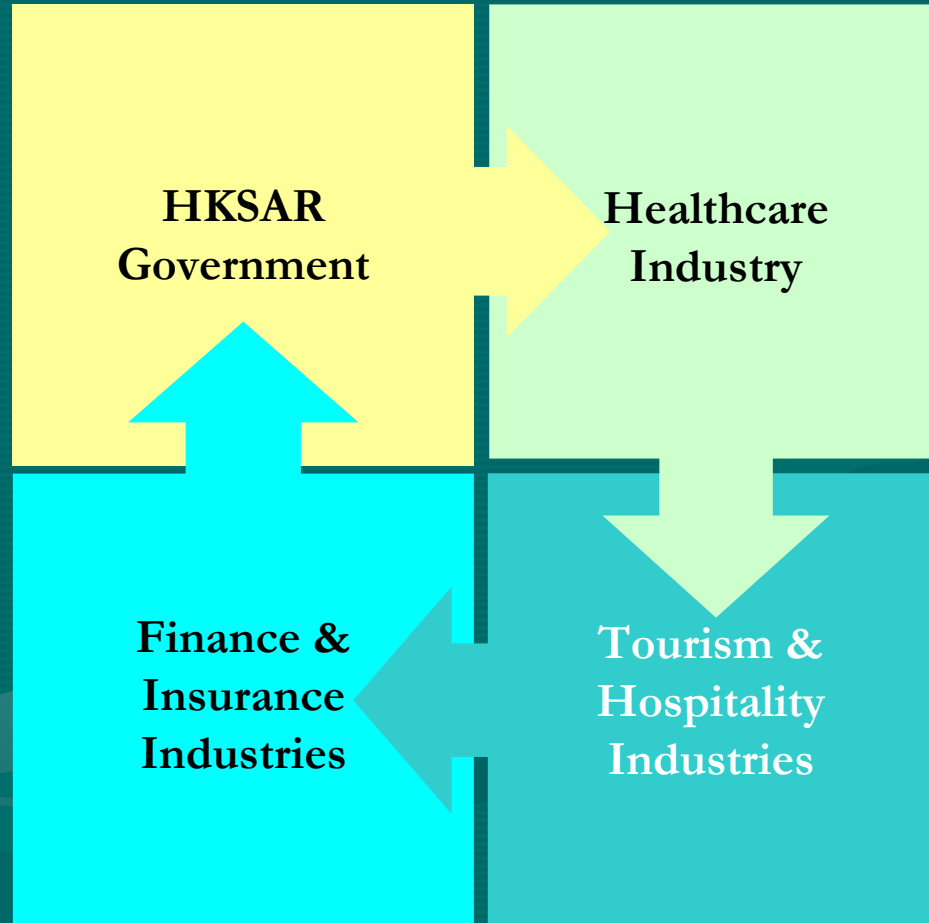 HKSAR
Government
Healthcare
Industry
Finance &
Insurance
Industries
Tourism &
Hospitality
Industries